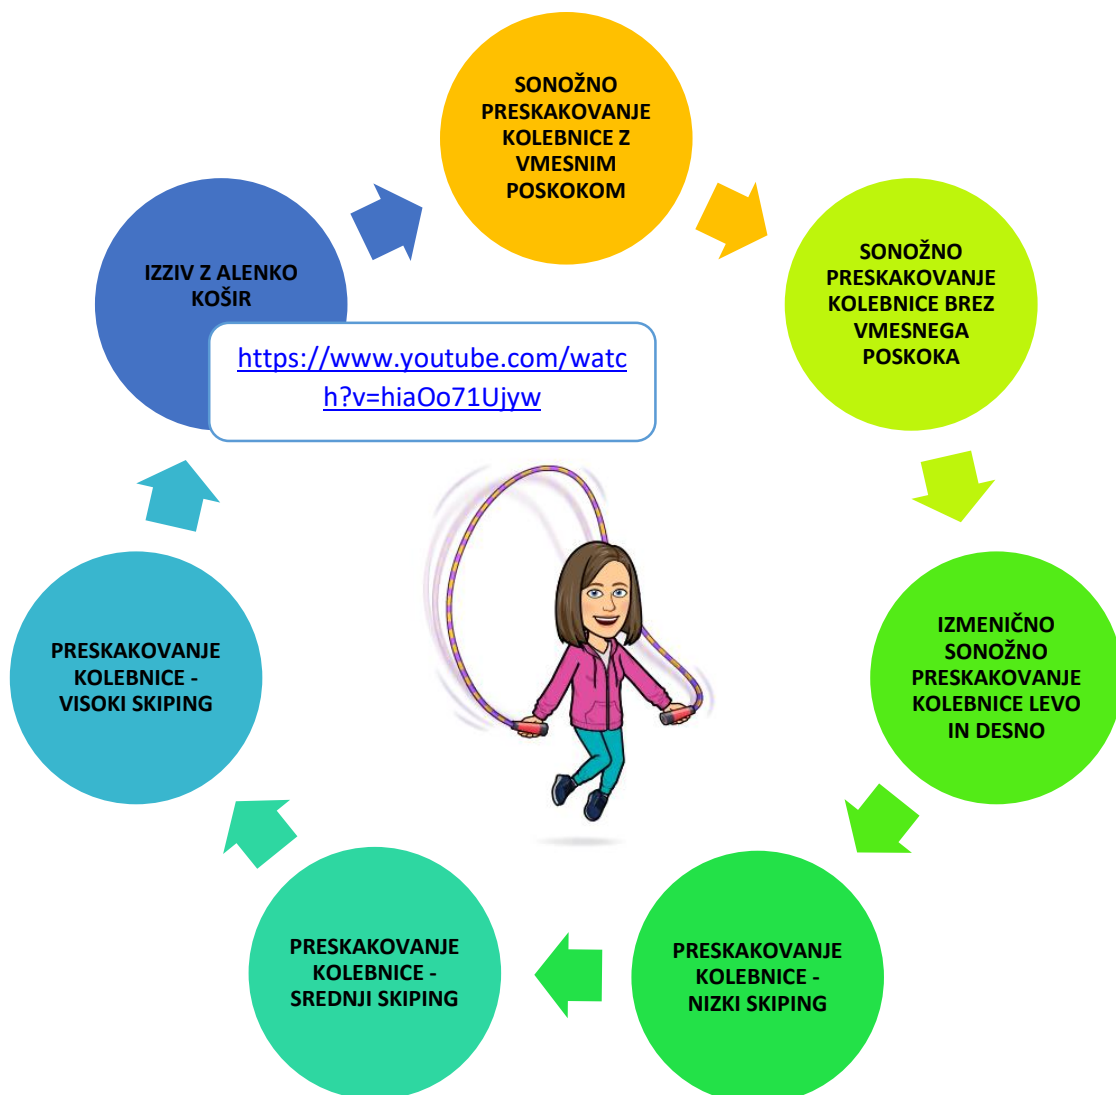 SONOŽNO
PRESKAKOVANJE
KOLEBNICE Z
VMESNIM
POSKOKOM
SONOŽNO
PRESKAKOVANJE
KOLEBNICE BREZ
VMESNEGA
POSKOKA
IZMENIČNO
SONOŽNO
PRESKAKOVANJE
KOLEBNICE LEVO
IN DESNO
PRESKAKOVANJE
KOLEBNICE -
NIZKI SKIPING
PRESKAKOVANJE
KOLEBNICE -
SREDNJI SKIPING
PRESKAKOVANJE
KOLEBNICE -
VISOKI SKIPING
IZZIV Z ALENKO
KOŠIR
https://www.youtube.com/watc
h?v=hiaOo71Ujyw